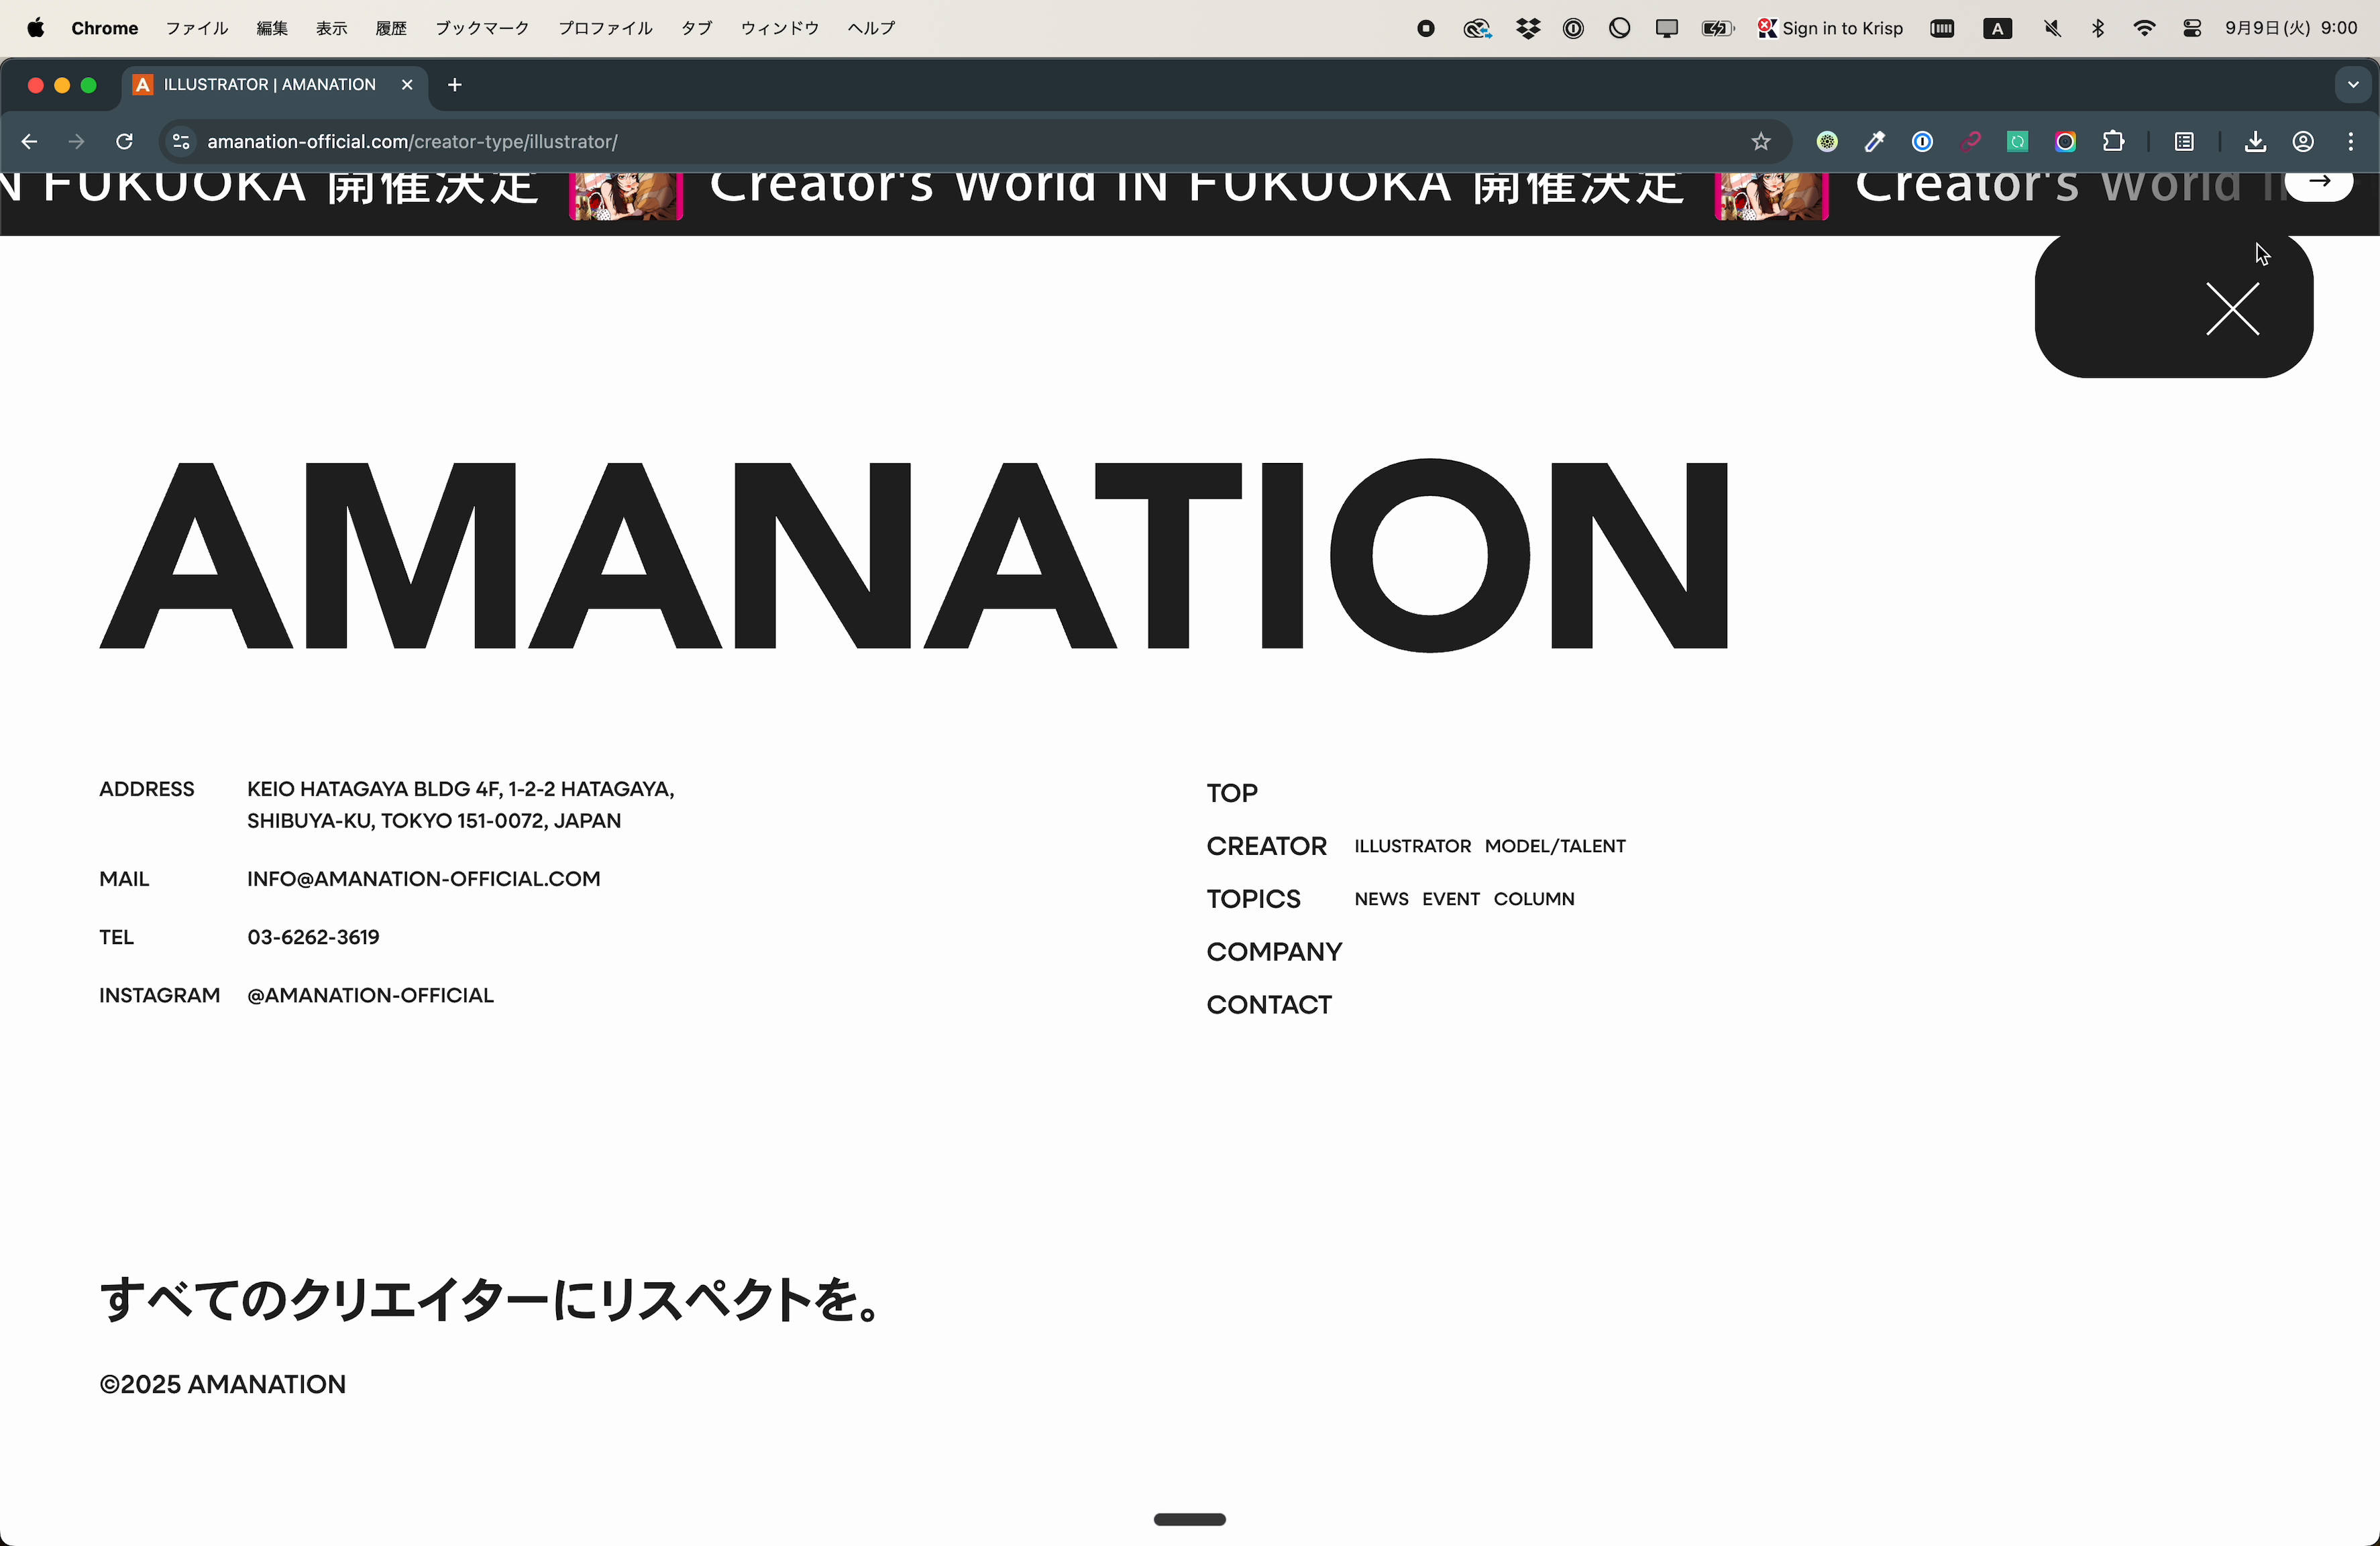 Chrome ファイル 編集 表示 履歴 ブックマーク プロファイル タブ ウィンドウ ヘルプ Sign in to Krisp A 9月9日(火) 9:00
A ILLUSTRATOR | AMANATION
amanation-official.com/creator-type/illustrator/
N FUKUOKA 開催決定 Creator's World IN FUKUOKA 開催決定 Creator's World
AMANATION
ADDRESS KEIO HATAGAYA BLDG 4F, 1-2-2 HATAGAYA,
SHIBUYA-KU, TOKYO 151-0072, JAPAN
MAIL INFO@AMANATION-OFFICIAL.COM
TEL 03-6262-3619
INSTAGRAM @AMANATION-OFFICIAL
TOP
CREATOR ILLUSTRATOR MODEL/TALENT
TOPICS NEWS EVENT COLUMN
COMPANY
CONTACT
すべてのクリエイターにリスペクトを。
©2025 AMANATION